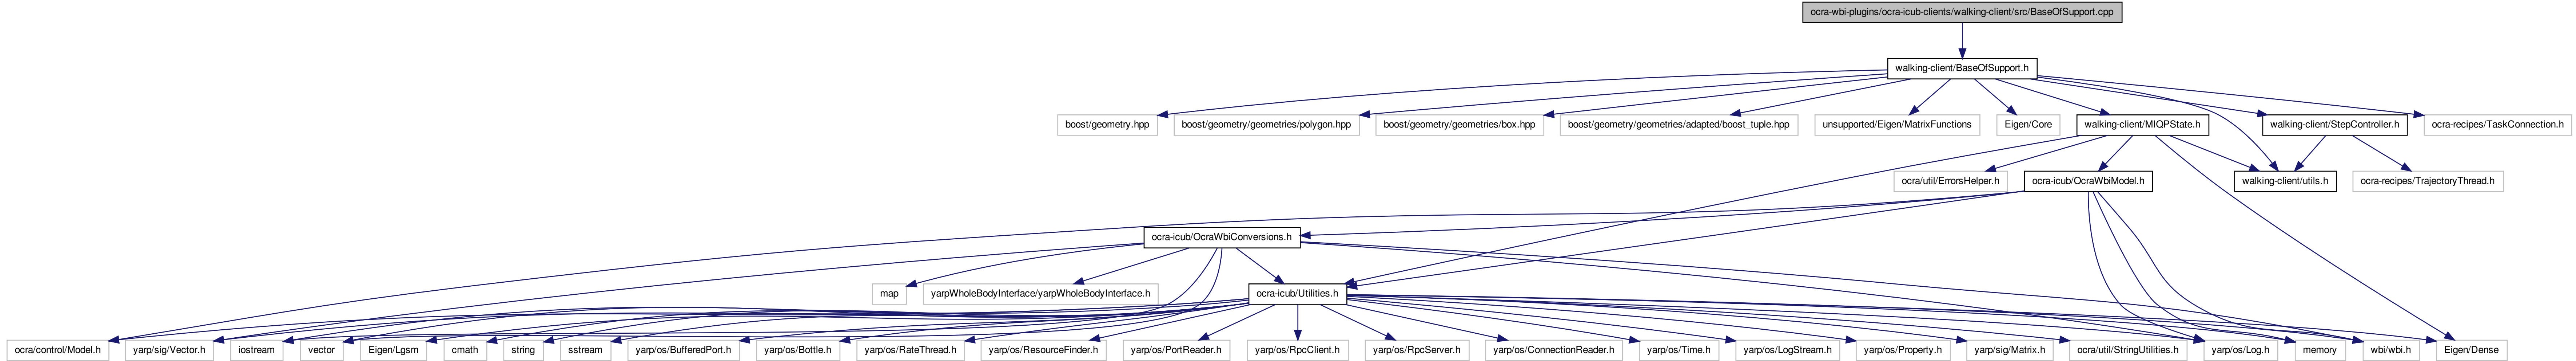 ocra-wbi-plugins/ocra-icub-clients/walking-client/src/BaseOfSupport.cpp
walking-client/BaseOfSupport.h
boost/geometry.hpp
boost/geometry/geometries/polygon.hpp
boost/geometry/geometries/box.hpp
boost/geometry/geometries/adapted/boost_tuple.hpp
unsupported/Eigen/MatrixFunctions
Eigen/Core
walking-client/MIQPState.h
walking-client/StepController.h
ocra-recipes/TaskConnection.h
ocra/util/ErrorsHelper.h
ocra-icub/OcraWbiModel.h
walking-client/utils.h
ocra-recipes/TrajectoryThread.h
ocra-icub/OcraWbiConversions.h
map
yarpWholeBodyInterface/yarpWholeBodyInterface.h
ocra-icub/Utilities.h
ocra/control/Model.h
yarp/sig/Vector.h
iostream
vector
Eigen/Lgsm
cmath
string
sstream
yarp/os/BufferedPort.h
yarp/os/Bottle.h
yarp/os/RateThread.h
yarp/os/ResourceFinder.h
yarp/os/PortReader.h
yarp/os/RpcClient.h
yarp/os/RpcServer.h
yarp/os/ConnectionReader.h
yarp/os/Time.h
yarp/os/LogStream.h
yarp/os/Property.h
yarp/sig/Matrix.h
ocra/util/StringUtilities.h
yarp/os/Log.h
memory
wbi/wbi.h
Eigen/Dense